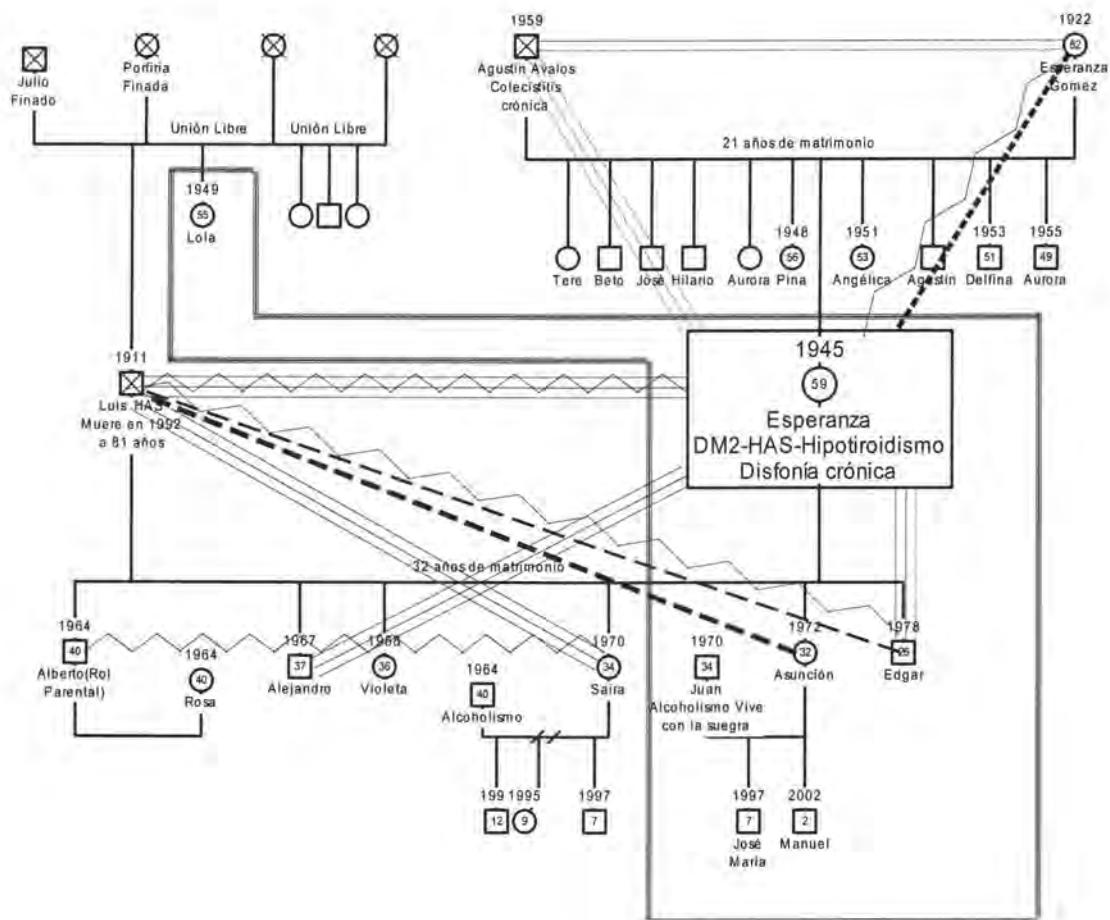 1959
1922
82
Julio
Finado
Porfiria
Finada
Agustín Avalos
Colecistitis
crónica
Esperanza
Gomez
Unión Libre
Unión Libre
21 años de matrimonio
1949
55
Lola
Tere
Beto
José
Hilario
Aurora
1948
56
Pina
1951
53
Angélica
Agustín
1953
51
Delfina
1955
49
Aurora
1911
Luis HAS
Muere en 1992
a 81 años
1945
59
Esperanza
DM2-HAS-Hipotiroidismo
Disfonía crónica
32 años de matrimonio
1964
40
Alberto(Rol
Parental)
1964
40
Rosa
1967
37
Alejandro
1968
36
Violeta
1964
40
Alcoholismo
1970
34
Saira
1970
34
Juan
Alcoholismo Vive
con la suegra
1972
32
Asunción
1978
26
Edgar
199
12
1995
9
1997
7
1997
7
José
María
2002
2
Manuel